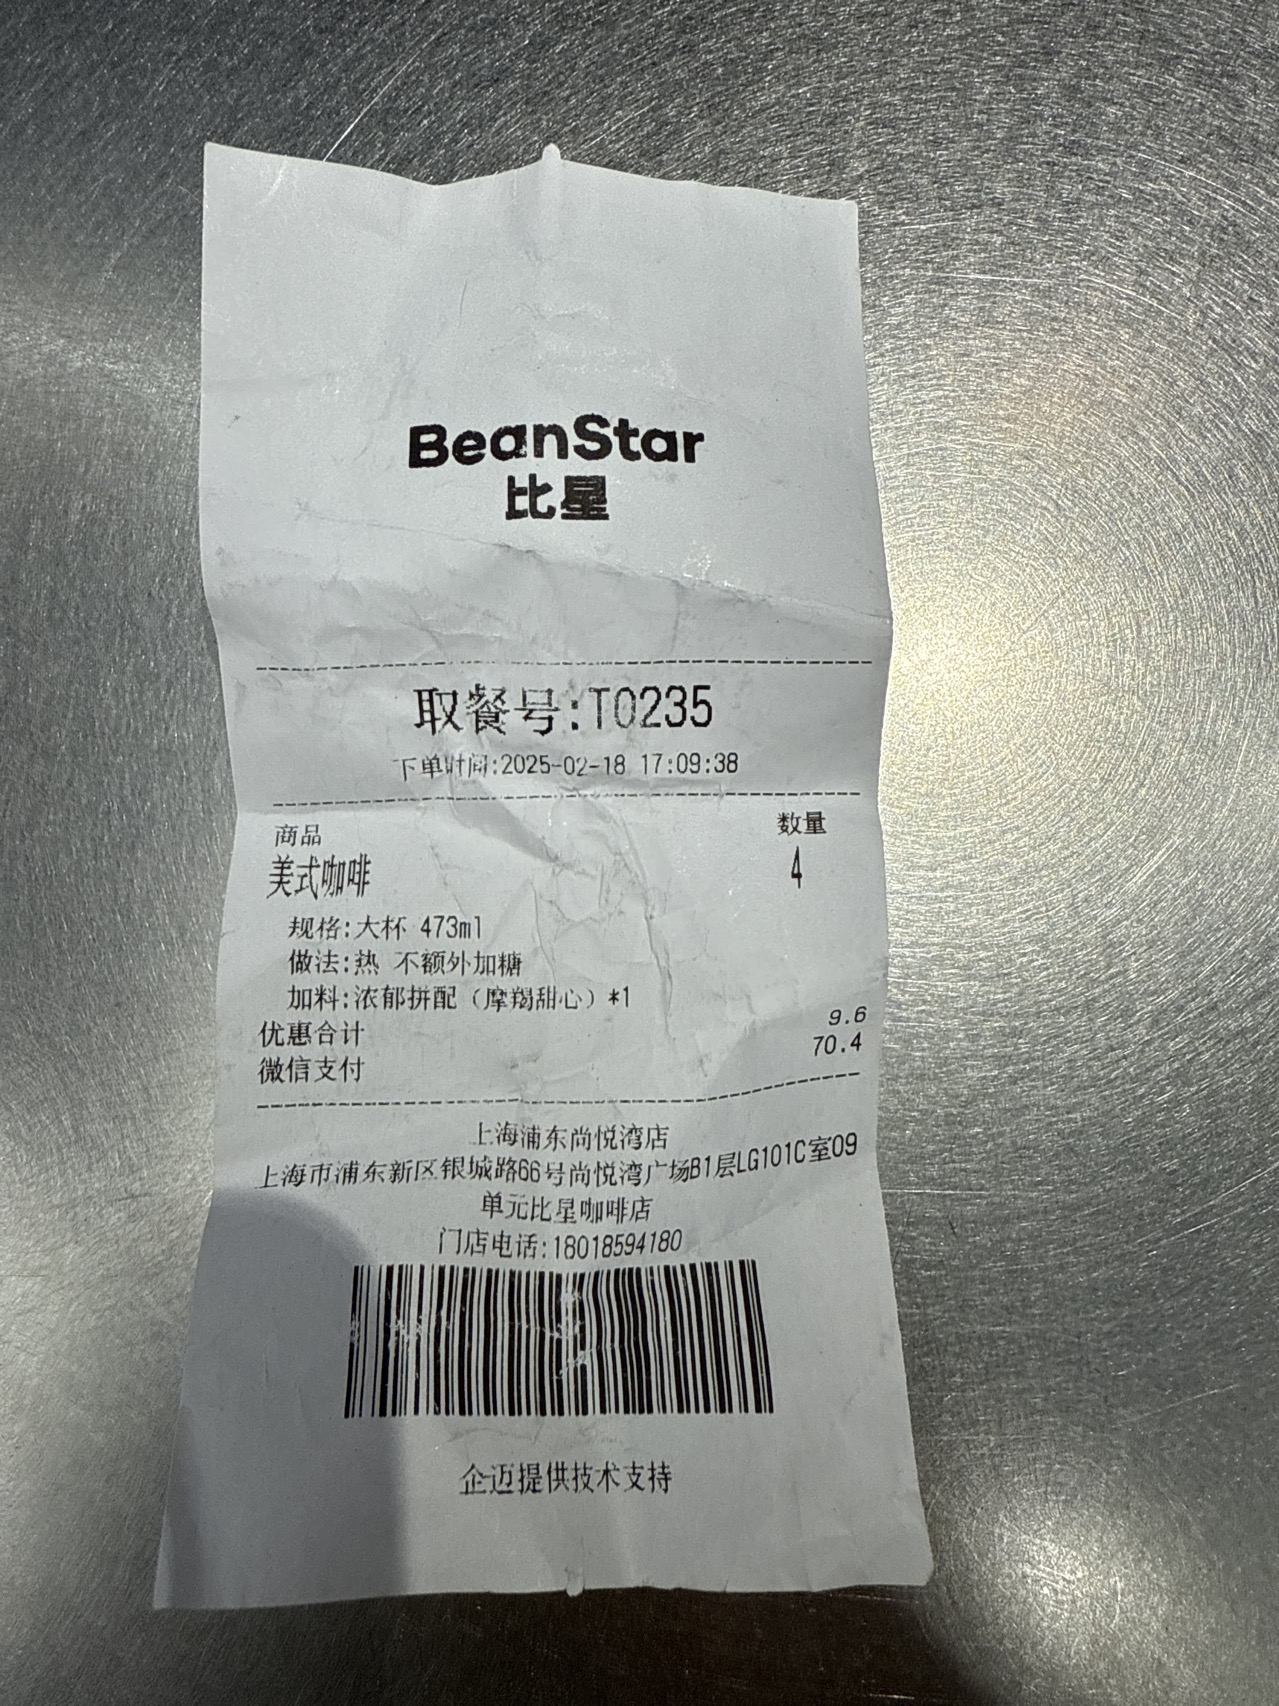 BeanStar
比星
取餐号:T0235
下单时间:2025-02-18 17:09:38
商品 数量
美式咖啡 4
规格:大杯 473ml
做法:热 不额外加糖
加料:浓郁拼配（摩羯甜心）*1
优惠合计 9.6
微信支付 70.4
上海浦东尚悦湾店
上海市浦东新区银城路66号尚悦湾广场B1层LG101C室09
单元比星咖啡店
门店电话:18018594180
企迈提供技术支持